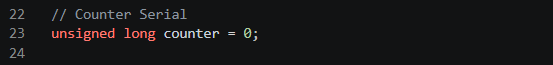 22 // Counter Serial
23 unsigned long counter = 0;
24